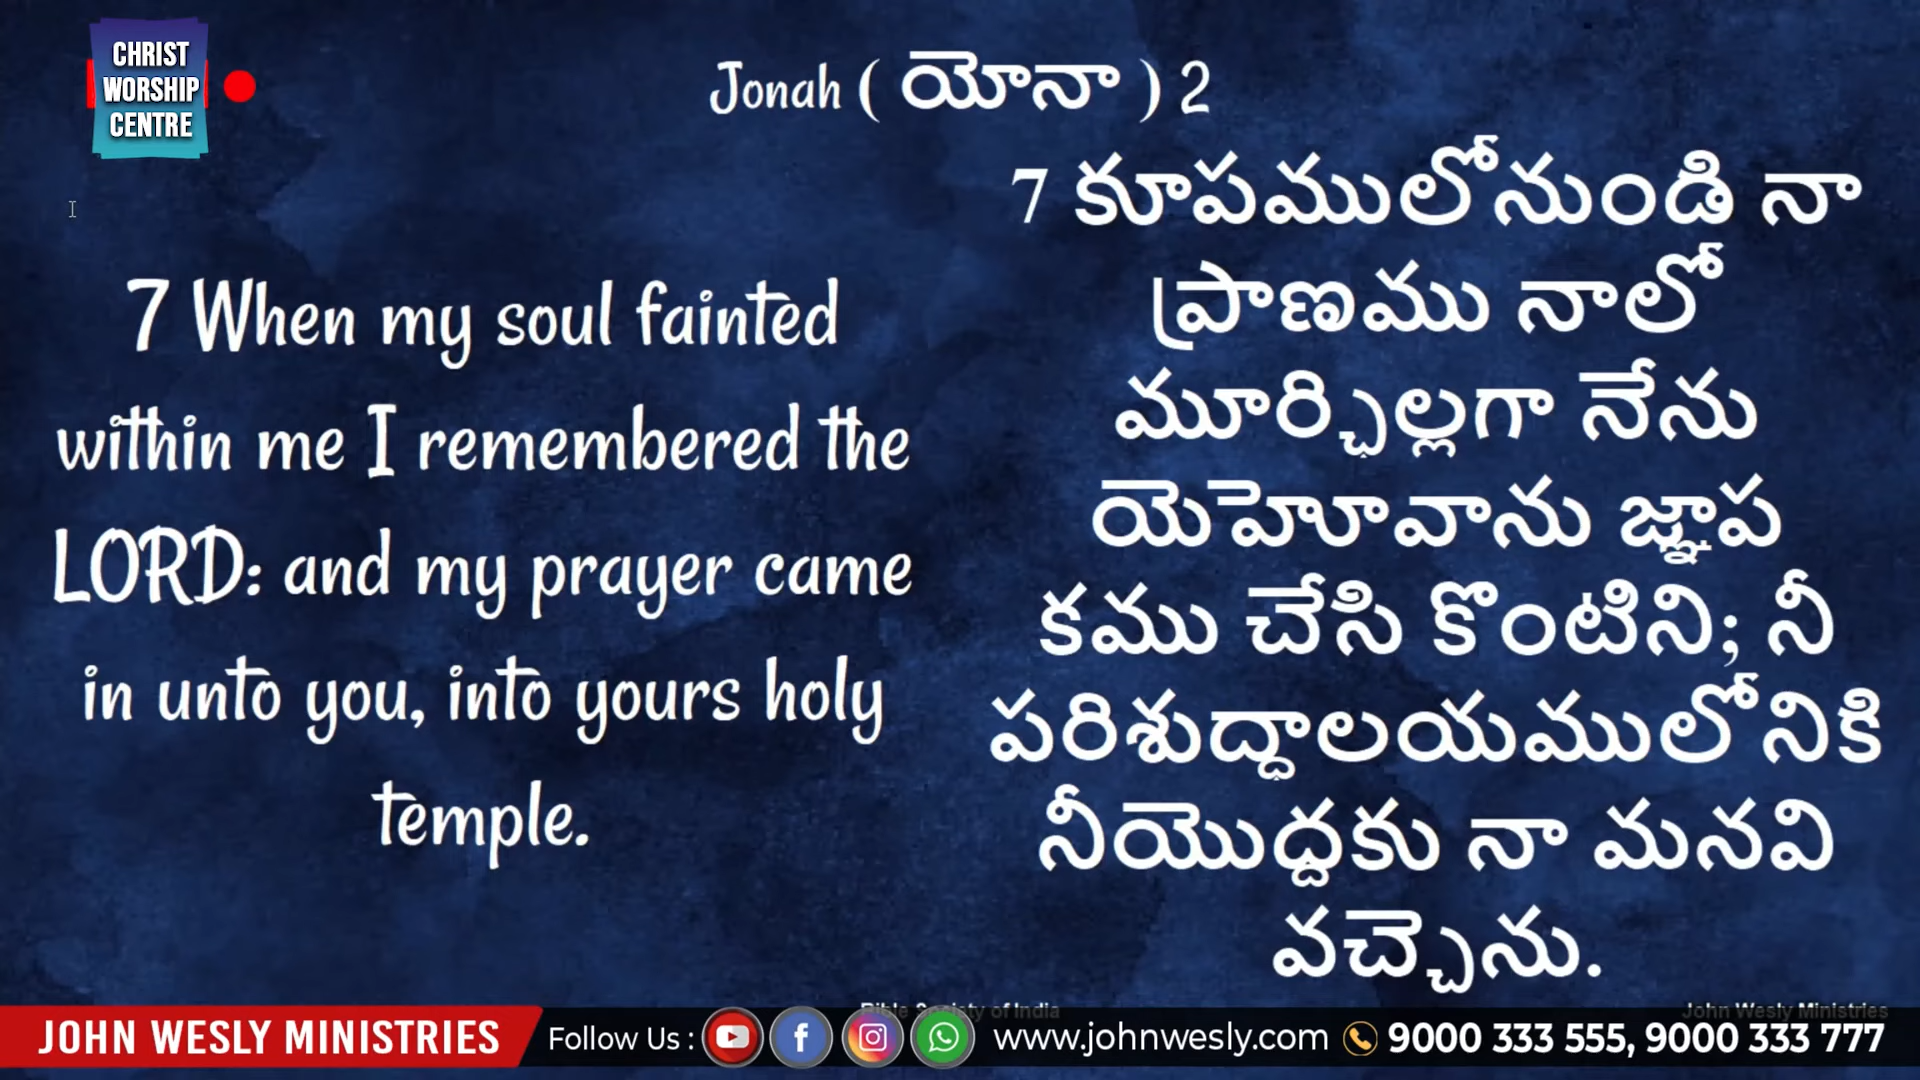 CHRIST
WORSHIP
CENTRE
Jonah ( యోనా ) 2
7 When my soul fainted
within me I remembered the
LORD: and my prayer came
in unto you, into yours holy
temple.
7 కూపములోనుండి నా
ప్రాణము నాలో
మూర్ఛిల్లగా నేను
యెహెూవాను జ్ఞాప
కము చేసి కొంటిని; నీ
పరిశుద్ధాలయములోనికి
నీయొద్దకు నా మనవి
వచ్చెను.
Bible Society of India
John Wesly Ministries
JOHN WESLY MINISTRIES
Follow Us :
www.johnwesly.com
9000 333 555, 9000 333 777